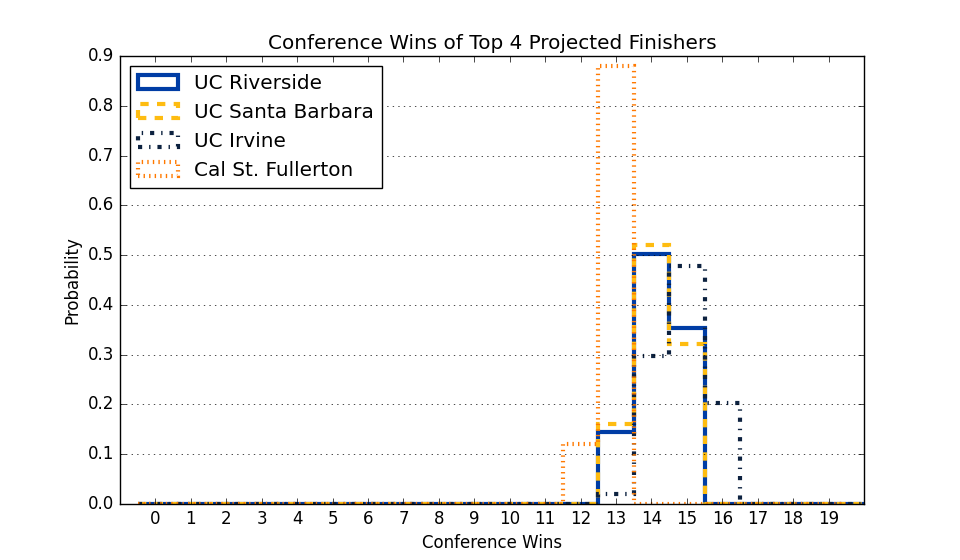 Conference Wins of Top 4 Projected Finishers
0.9
0.8
0.7
0.6
0.5
0.4
0.3
0.2
0.1
0.0
Probability
UC Riverside
UC Santa Barbara
UC Irvine
Cal St. Fullerton
0 1 2 3 4 5 6 7 8 9 10 11 12 13 14 15 16 17 18 19
Conference Wins